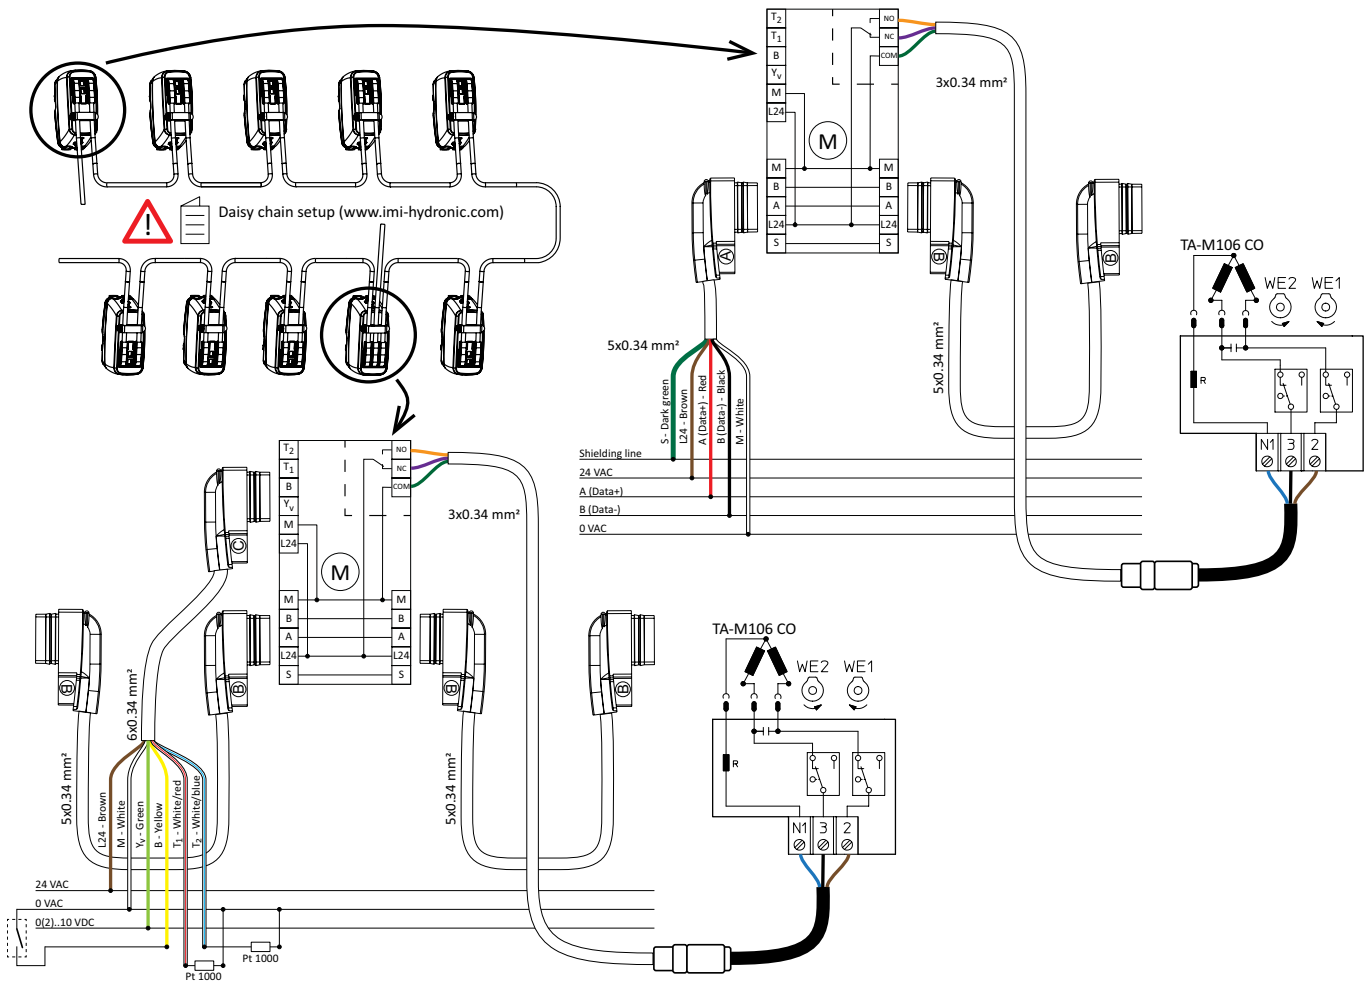 T2
T1
B
Yv
M
L24
NO
NC
COM
M
3x0.34 mm²
M
B
A
L24
S
M
B
A
L24
S
Daisy chain setup (www.imi-hydronic.com)
A
B
B
5x0.34 mm²
5x0.34 mm²
S - Dark green
L24 - Brown
A (Data+) - Red
B (Data-) - Black
M - White
Shielding line
24 VAC
A (Data+)
B (Data-)
0 VAC
TA-M106 CO
WE2
WE1
R
N1
3
2
T2
T1
B
Yv
M
L24
NO
NC
COM
M
3x0.34 mm²
M
B
A
L24
S
M
B
A
L24
S
C
B
B
B
B
6x0.34 mm²
5x0.34 mm²
5x0.34 mm²
L24 - Brown
M - White
Yv - Green
B - Yellow
T1 - White/red
T2 - White/blue
24 VAC
0 VAC
0(2)..10 VDC
Pt 1000
Pt 1000
TA-M106 CO
WE2
WE1
R
N1
3
2